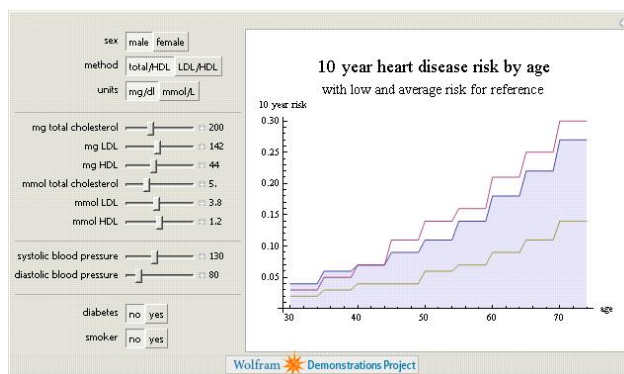 sex male female
method total/HDL LDL/HDL
units mg/dl mmol/L
mg total cholesterol 200
mg LDL 142
mg HDL 44
mmol total cholesterol 5.
mmol LDL 3.8
mmol HDL 1.2
systolic blood pressure 130
diastolic blood pressure 80
diabetes no yes
smoker no yes
10 year heart disease risk by age
with low and average risk for reference
10 year risk
0.30
0.25
0.20
0.15
0.10
0.05
30 40 50 60 70 age
Wolfram Demonstrations Project